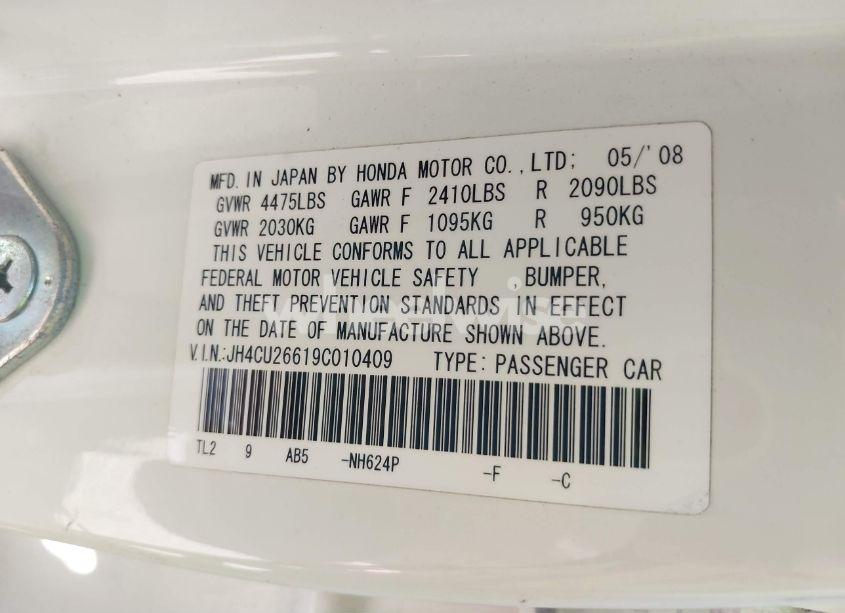 MFD. IN JAPAN BY HONDA MOTOR CO., LTD; 05/'08
GVWR 4475LBS GAWR F 2410LBS R 2090LBS
GVWR 2030KG GAWR F 1095KG R 950KG
THIS VEHICLE CONFORMS TO ALL APPLICABLE
FEDERAL MOTOR VEHICLE SAFETY , BUMPER,
AND THEFT PREVENTION STANDARDS IN EFFECT
ON THE DATE OF MANUFACTURE SHOWN ABOVE.
V.I.N.:JH4CU26619C010409 TYPE: PASSENGER CAR
TL2 9 AB5 -NH624P -F -C